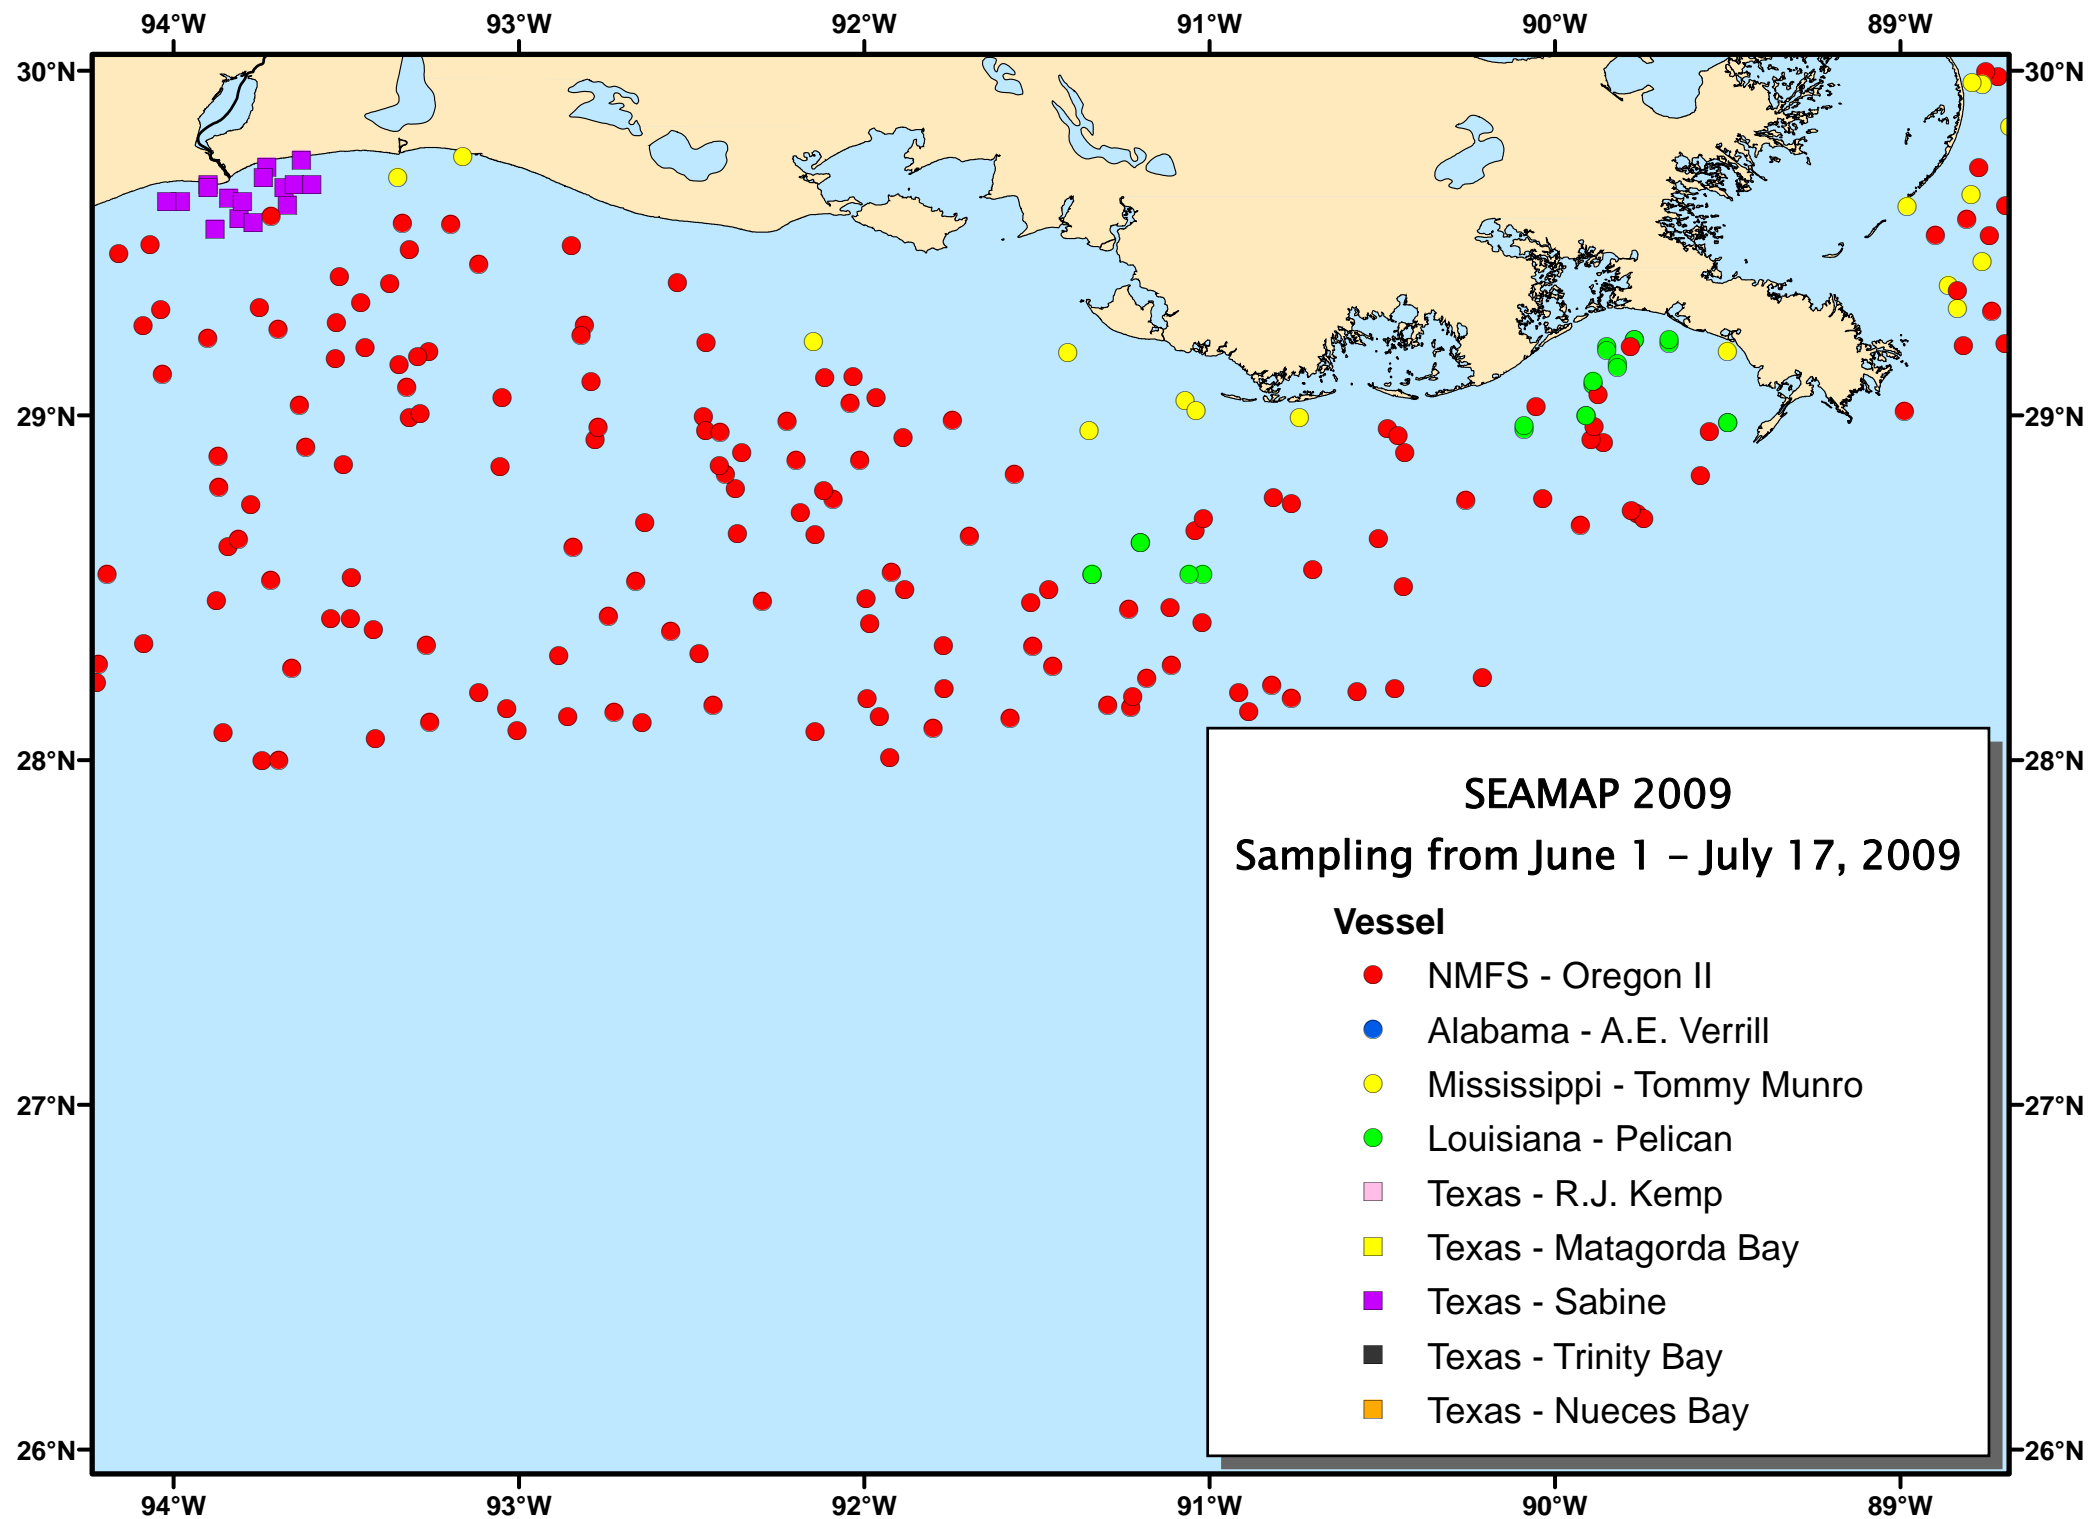 94°W 93°W 92°W 91°W 90°W 89°W
30°N 30°N
29°N 29°N
28°N 28°N
SEAMAP 2009
Sampling from June 1 – July 17, 2009
Vessel
NMFS - Oregon II
Alabama - A.E. Verrill
Mississippi - Tommy Munro
27°N 27°N
Louisiana - Pelican
Texas - R.J. Kemp
Texas - Matagorda Bay
Texas - Sabine
Texas - Trinity Bay
Texas - Nueces Bay
26°N 26°N
94°W 93°W 92°W 91°W 90°W 89°W